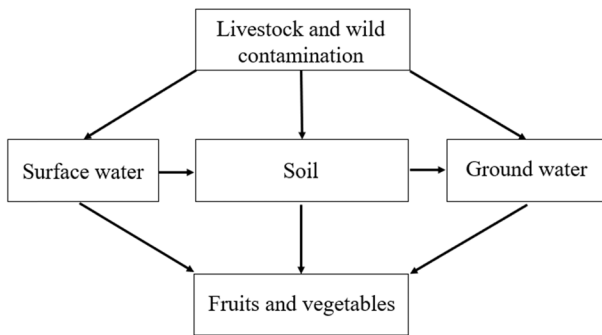 Livestock and wild
contamination
Surface water
Soil
Ground water
Fruits and vegetables